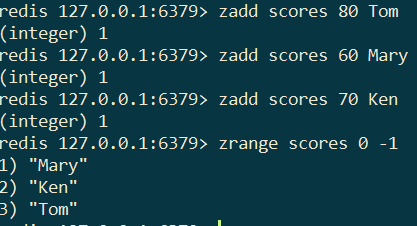 redis 127.0.0.1:6379> zadd scores 80 Tom
(integer) 1
redis 127.0.0.1:6379> zadd scores 60 Mary
(integer) 1
redis 127.0.0.1:6379> zadd scores 70 Ken
(integer) 1
redis 127.0.0.1:6379> zrange scores 0 -1
1) "Mary"
2) "Ken"
3) "Tom"